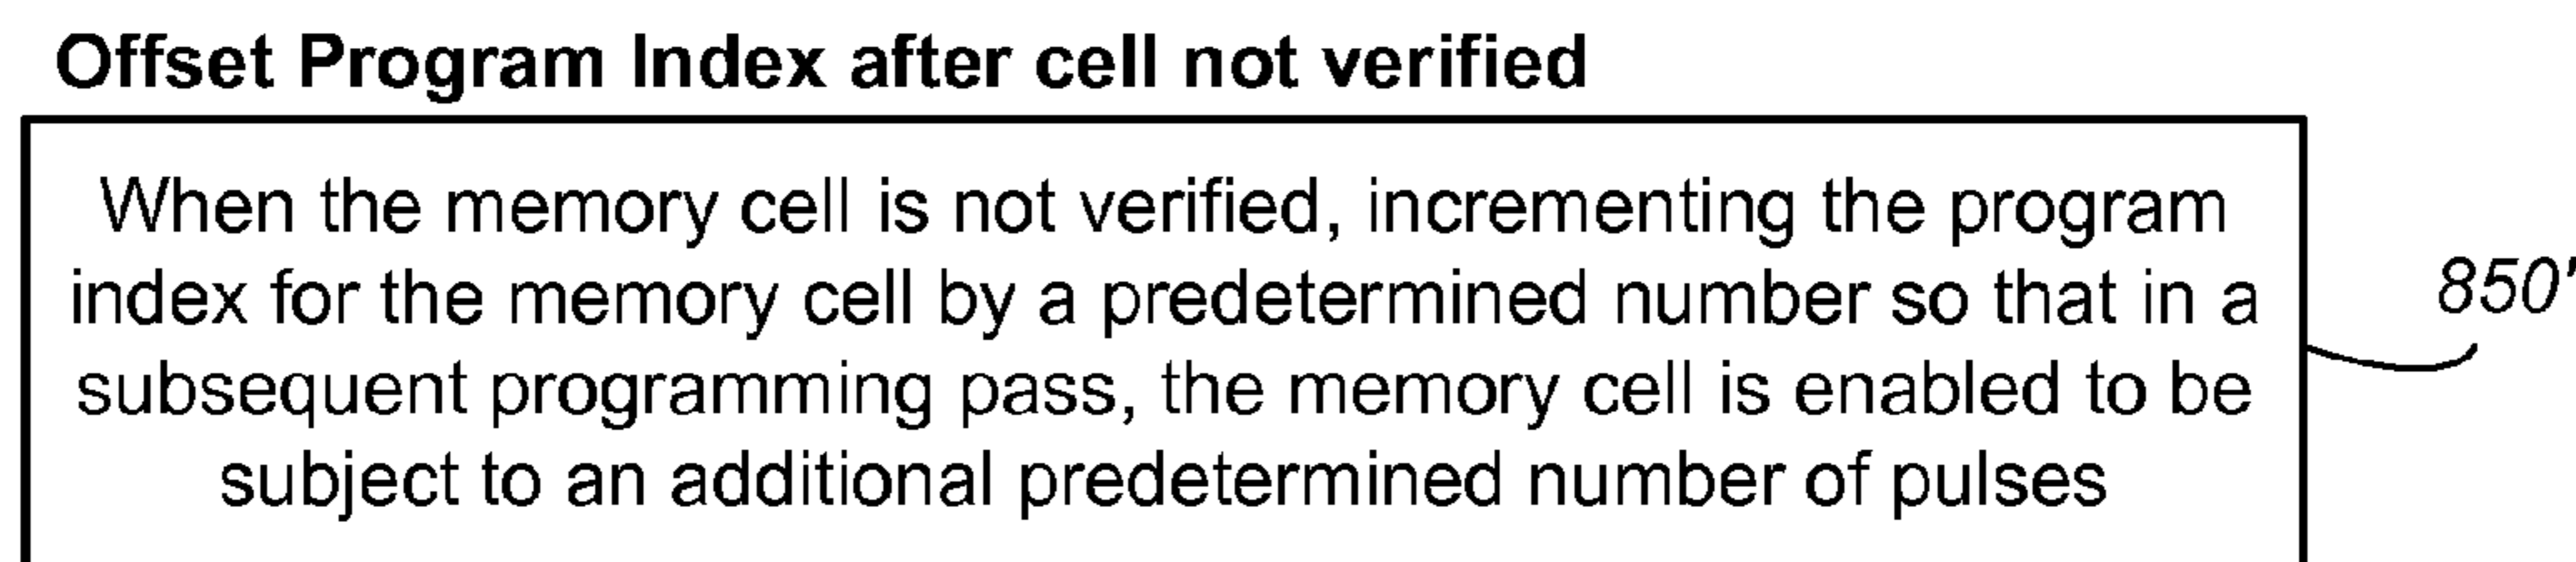 Offset Program Index after cell not verified
When the memory cell is not verified, incrementing the program
index for the memory cell by a predetermined number so that in a
subsequent programming pass, the memory cell is enabled to be
subject to an additional predetermined number of pulses
850'